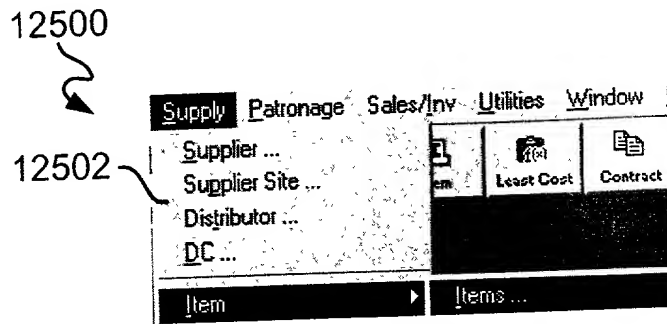 12500
Supply Patronage Sales/Inv Utilities Window
Supplier ...
12502
Supplier Site ...
Least Cost Contract
Distributor ...
DC ...
Item Items ...